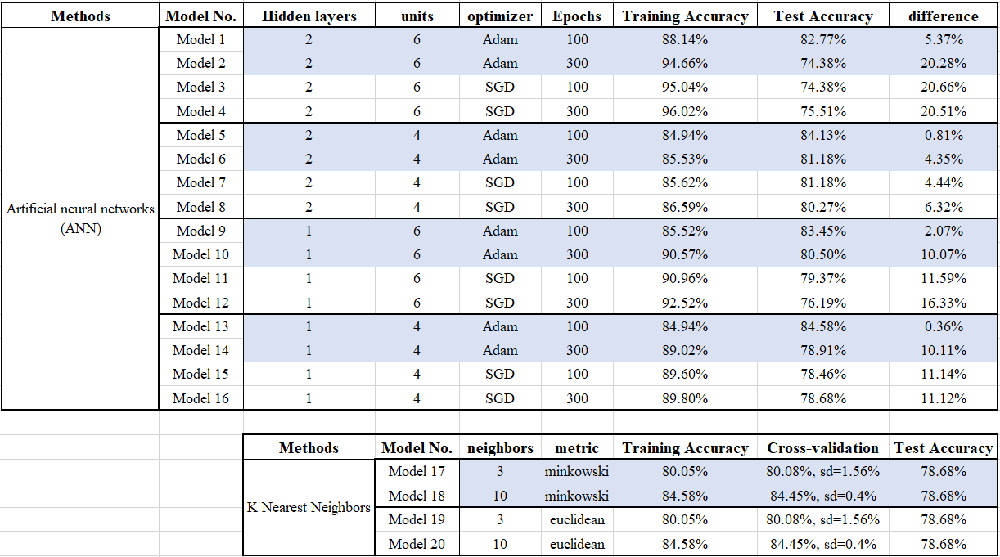 Methods Model No. Hidden layers units optimizer Epochs Training Accuracy Test Accuracy difference
Artificial neural networks
(ANN)
Model 1 2 6 Adam 100 88.14% 82.77% 5.37%
Model 2 2 6 Adam 300 94.66% 74.38% 20.28%
Model 3 2 6 SGD 100 95.04% 74.38% 20.66%
Model 4 2 6 SGD 300 96.02% 75.51% 20.51%
Model 5 2 4 Adam 100 84.94% 84.13% 0.81%
Model 6 2 4 Adam 300 85.53% 81.18% 4.35%
Model 7 2 4 SGD 100 85.62% 81.18% 4.44%
Model 8 2 4 SGD 300 86.59% 80.27% 6.32%
Model 9 1 6 Adam 100 85.52% 83.45% 2.07%
Model 10 1 6 Adam 300 90.57% 80.50% 10.07%
Model 11 1 6 SGD 100 90.96% 79.37% 11.59%
Model 12 1 6 SGD 300 92.52% 76.19% 16.33%
Model 13 1 4 Adam 100 84.94% 84.58% 0.36%
Model 14 1 4 Adam 300 89.02% 78.91% 10.11%
Model 15 1 4 SGD 100 89.60% 78.46% 11.14%
Model 16 1 4 SGD 300 89.80% 78.68% 11.12%
Methods Model No. neighbors metric Training Accuracy Cross-validation Test Accuracy
K Nearest Neighbors
Model 17 3 minkowski 80.05% 80.08%, sd=1.56% 78.68%
Model 18 10 minkowski 84.58% 84.45%, sd=0.4% 78.68%
Model 19 3 euclidean 80.05% 80.08%, sd=1.56% 78.68%
Model 20 10 euclidean 84.58% 84.45%, sd=0.4% 78.68%